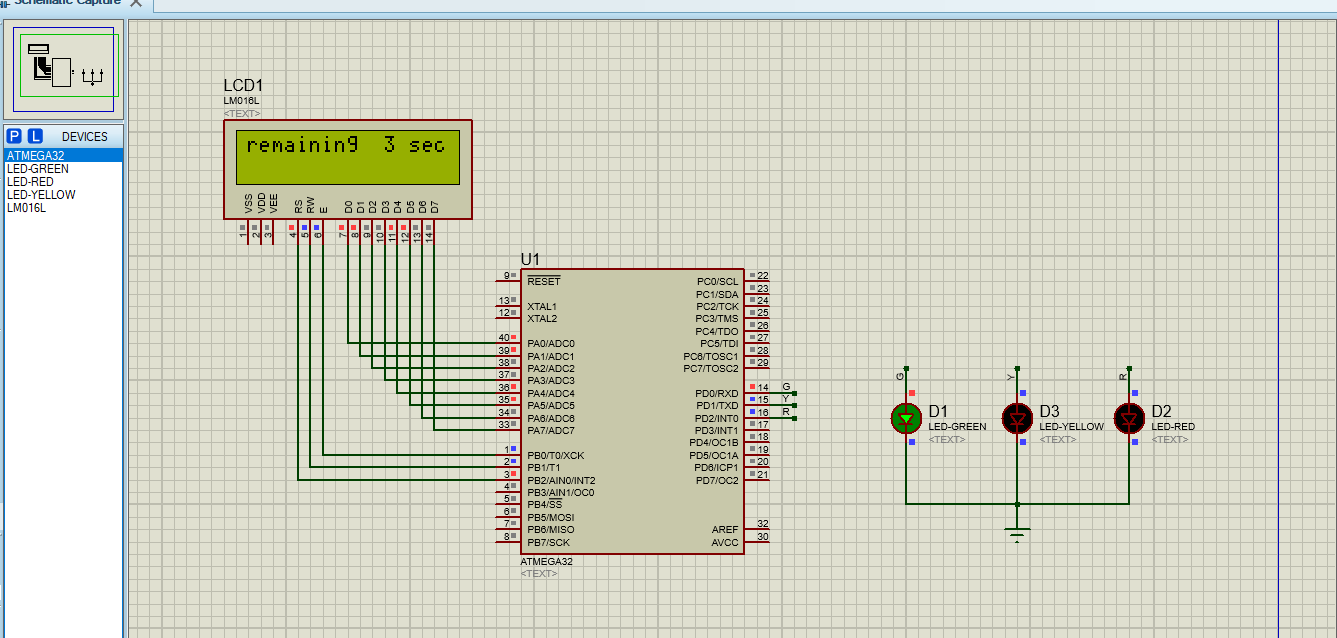 Schematic Capture
P L DEVICES
ATMEGA32
LED-GREEN
LED-RED
LED-YELLOW
LM016L
LCD1
LM016L
<TEXT>
remaining 3 sec
VSS
VDD
VEE
RS
RW
E
D0
D1
D2
D3
D4
D5
D6
D7
1
2
3
4
5
6
7
8
9
10
11
12
13
14
U1
9 RESET
13 XTAL1
12 XTAL2
40 PA0/ADC0
39 PA1/ADC1
38 PA2/ADC2
37 PA3/ADC3
36 PA4/ADC4
35 PA5/ADC5
34 PA6/ADC6
33 PA7/ADC7
1 PB0/T0/XCK
2 PB1/T1
3 PB2/AIN0/INT2
4 PB3/AIN1/OC0
5 PB4/SS
6 PB5/MOSI
7 PB6/MISO
8 PB7/SCK
PC0/SCL 22
PC1/SDA 23
PC2/TCK 24
PC3/TMS 25
PC4/TDO 26
PC5/TDI 27
PC6/TOSC1 28
PC7/TOSC2 29
PD0/RXD 14 G
PD1/TXD 15 Y
PD2/INT0 16 R
PD3/INT1 17
PD4/OC1B 18
PD5/OC1A 19
PD6/ICP1 20
PD7/OC2 21
AREF 32
AVCC 30
ATMEGA32
<TEXT>
G
D1
LED-GREEN
<TEXT>
Y
D3
LED-YELLOW
<TEXT>
R
D2
LED-RED
<TEXT>